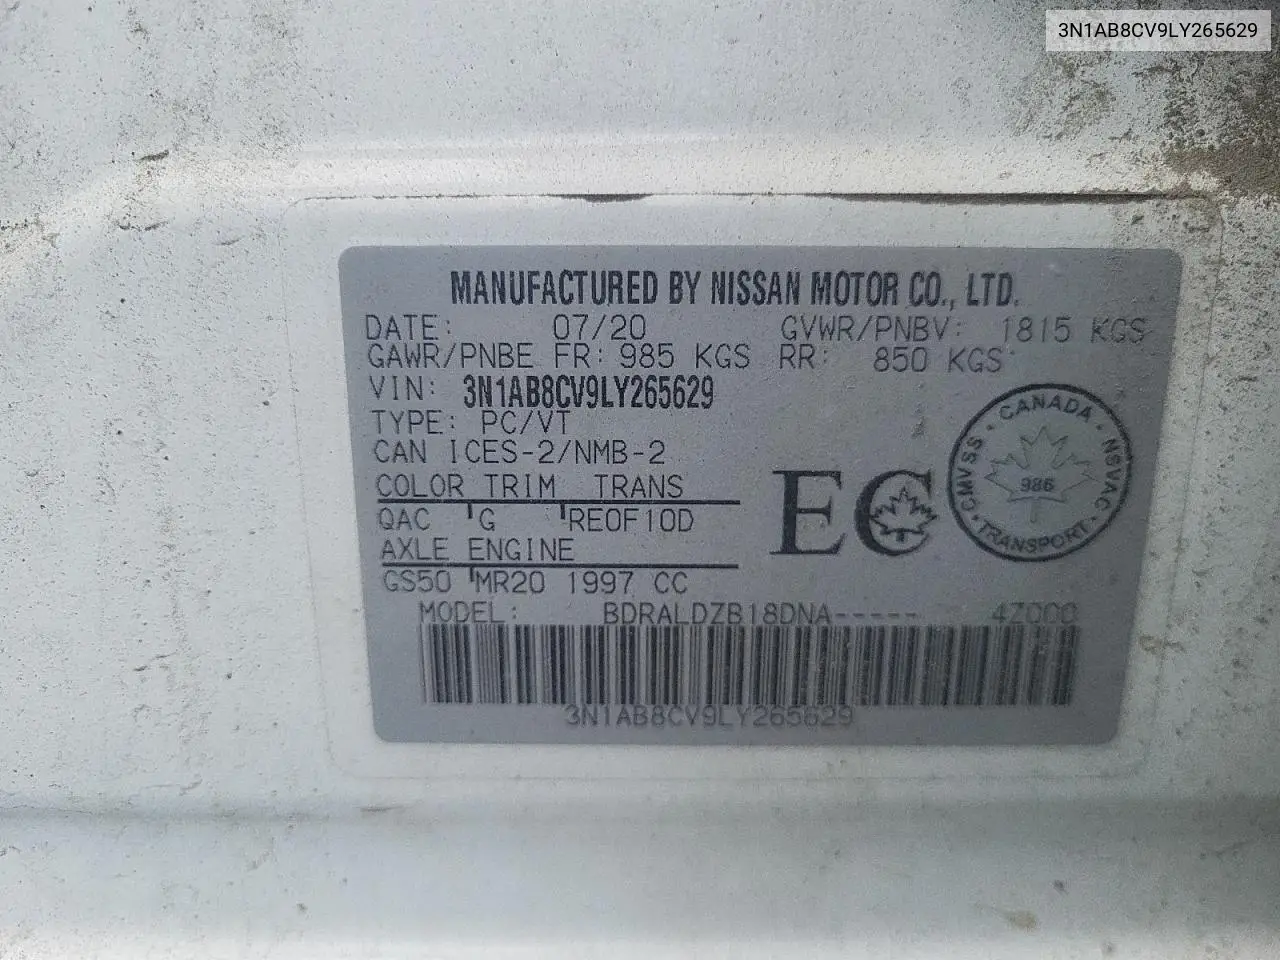 3N1AB8CV9LY265629
MANUFACTURED BY NISSAN MOTOR CO., LTD.
DATE: 07/20 GVWR/PNBV: 1815 KGS
GAWR/PNBE FR: 985 KGS RR: 850 KGS
VIN: 3N1AB8CV9LY265629
TYPE: PC/VT
CAN ICES-2/NMB-2
COLOR TRIM TRANS
QAC G RE0F10D
AXLE ENGINE
GS50 MR20 1997 CC
MODEL: BDRALDZB18DNA----- 4Z000
3N1AB8CV9LY265629
EC
CANADA
CMVSS NSVAC
986
TRANSPORT